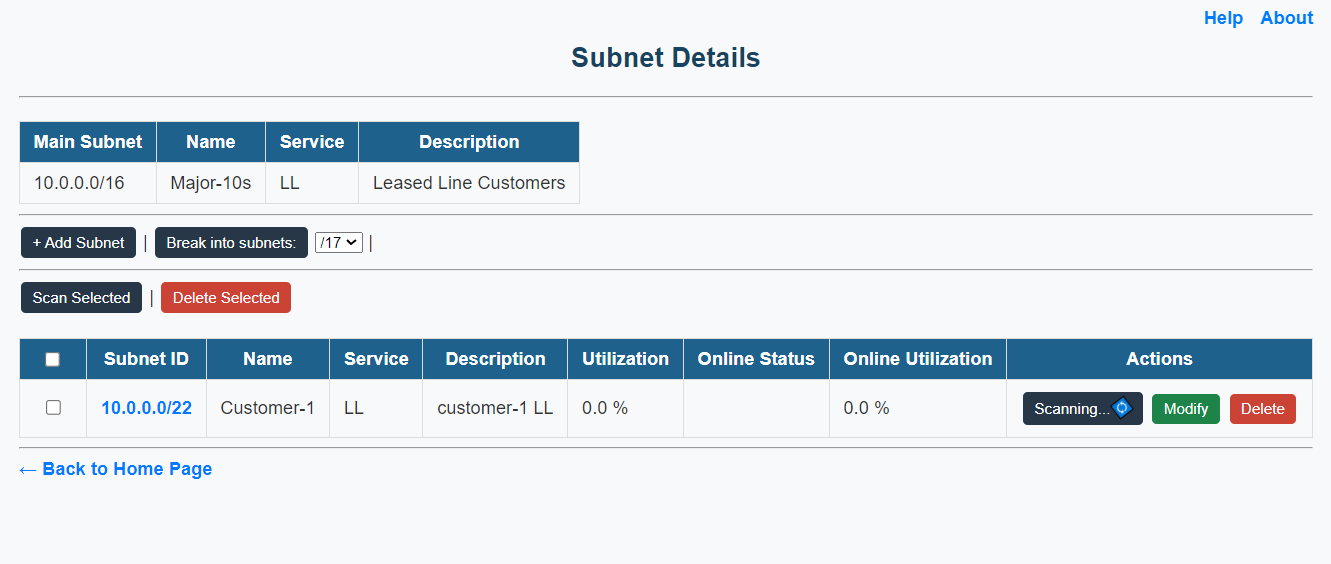 Help About
Subnet Details
Main Subnet Name Service Description
10.0.0.0/16 Major-10s LL Leased Line Customers
+ Add Subnet | Break into subnets: /17 |
Scan Selected | Delete Selected
Subnet ID Name Service Description Utilization Online Status Online Utilization Actions
10.0.0.0/22 Customer-1 LL customer-1 LL 0.0 % 0.0 % Scanning... Modify Delete
← Back to Home Page